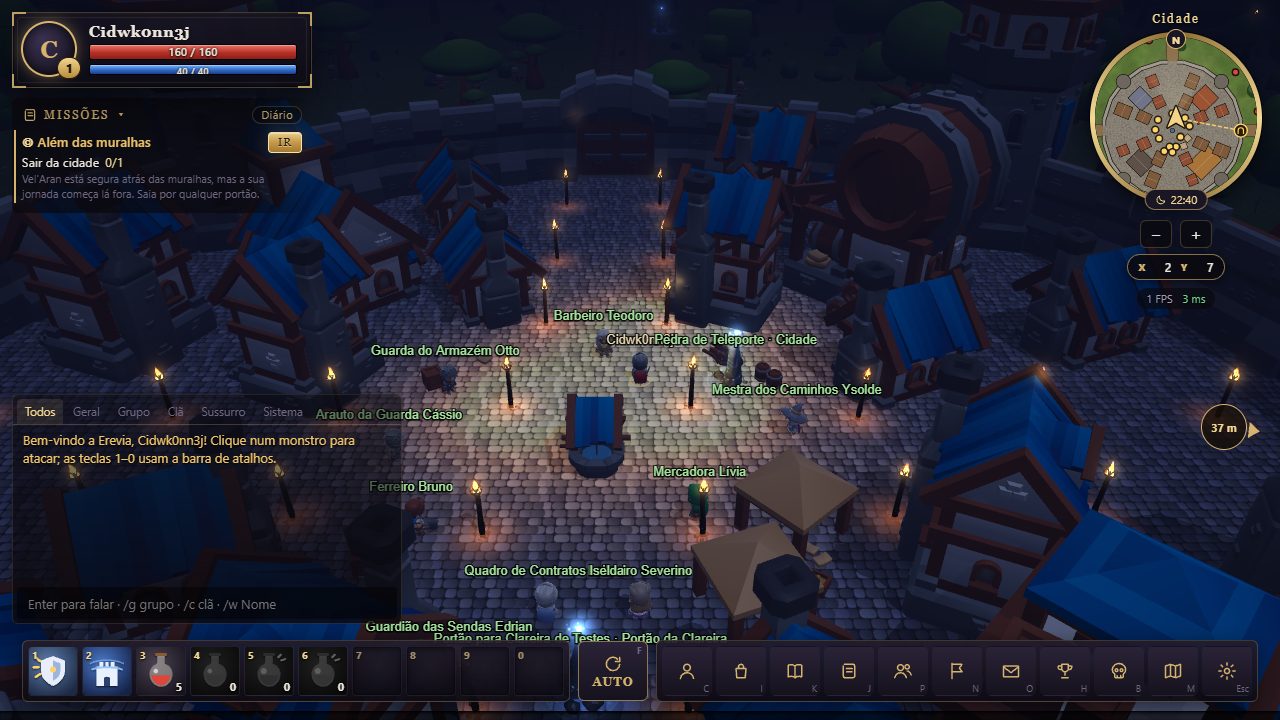 Cidwkonn3j
C
1
160 / 160
40 / 40
MISSÕES
Diário
Além das muralhas
IR
Sair da cidade 0/1
Vel'Aran está segura atrás das muralhas, mas a sua
jornada começa lá fora. Saia por qualquer portão.
Cidade
N
22:40
−
+
X 2 Y 7
1 FPS 3 ms
37 m
Barbeiro Teodoro
Pedra de Teleporte · Cidade
Guarda do Armazém Otto
Mestra dos Caminhos Ysolde
Arauto da Guarda Cássio
Mercadora Lívia
Ferreiro Bruno
Quadro de Contratos
Severino
Guardião das Sendas Edrian
Portão para Clareira de Testes · Portão da Clareira
Todos Geral Grupo Clã Sussurro Sistema
Bem-vindo a Erevia, Cidwk0nn3j! Clique num monstro para
atacar; as teclas 1–0 usam a barra de atalhos.
Enter para falar · /g grupo · /c clã · /w Nome
1 2 3 4 5 6 7 8 9 0
5 0 0 0
F
AUTO
C I K J P N O H B M Esc